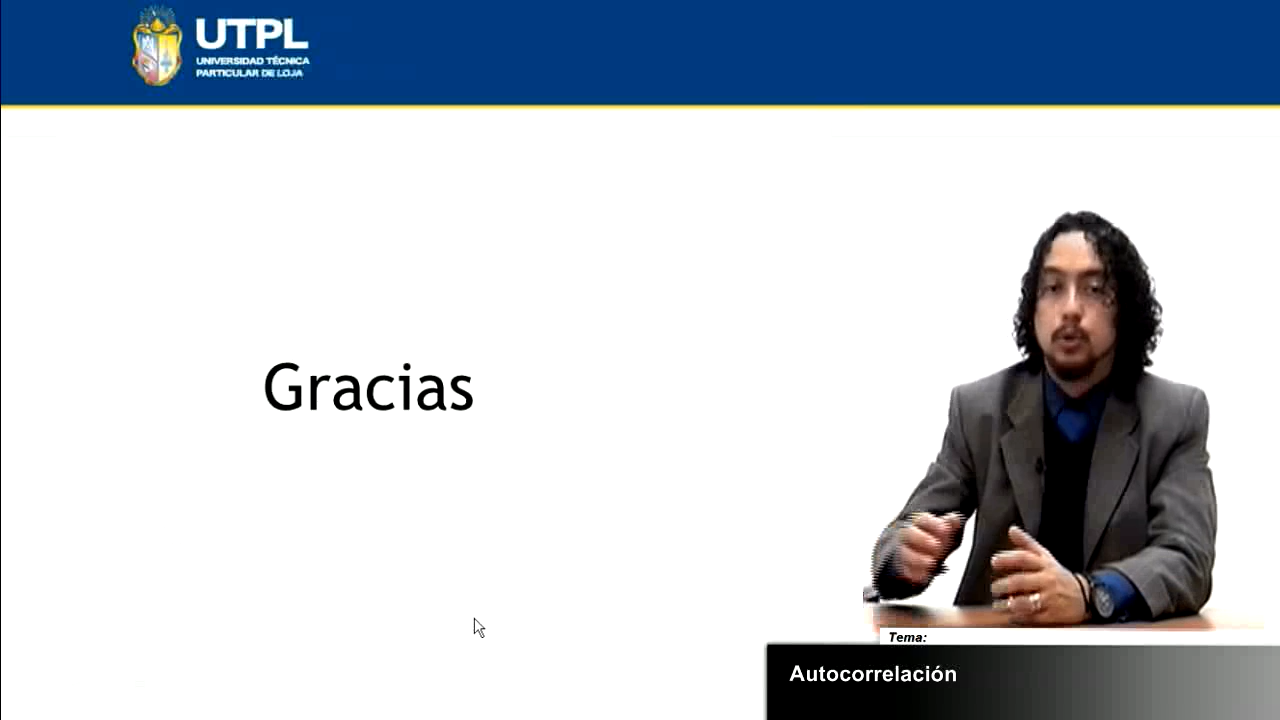 UTPL
UNIVERSIDAD TÉCNICA
PARTICULAR DE LOJA
Gracias
Tema:
Autocorrelación